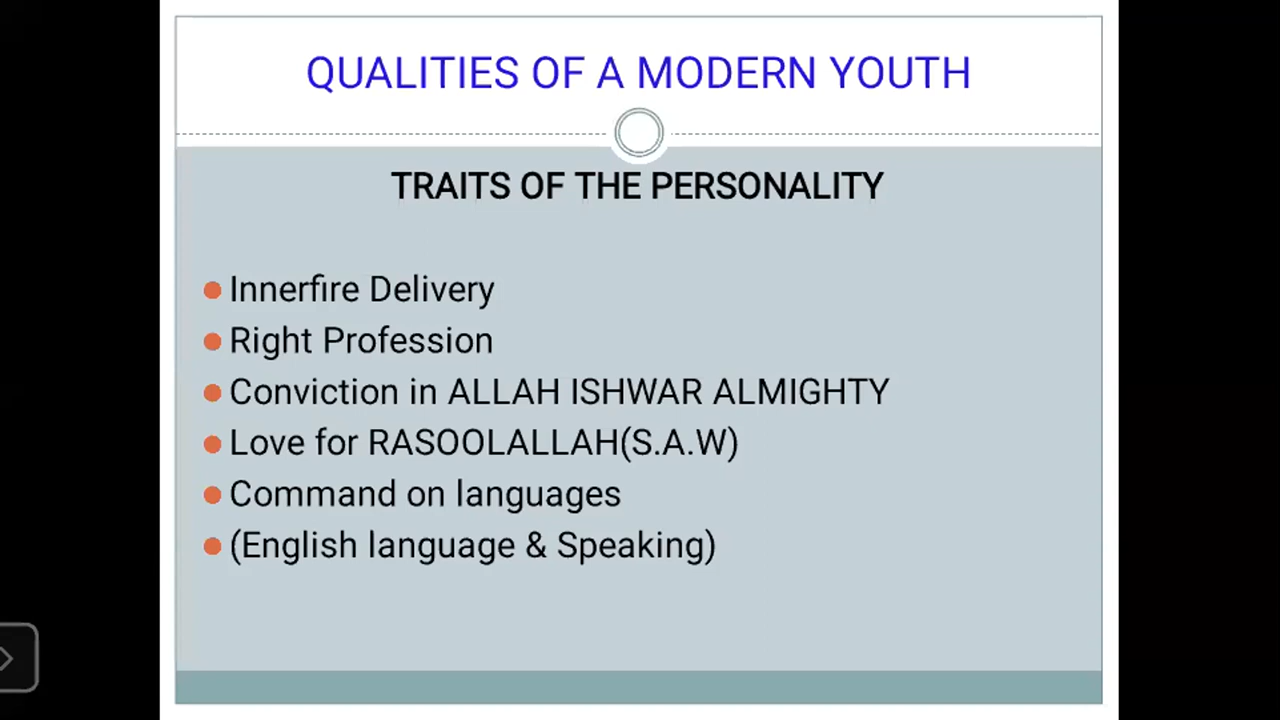 QUALITIES OF A MODERN YOUTH
TRAITS OF THE PERSONALITY
Innerfire Delivery
Right Profession
Conviction in ALLAH ISHWAR ALMIGHTY
Love for RASOOLALLAH(S.A.W)
Command on languages
(English language & Speaking)